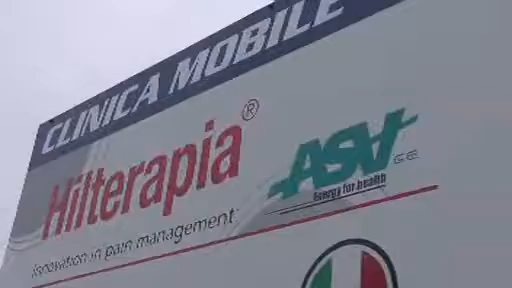 CLINICA MOBILE
Hilterapia®
innovation in pain management
ASA
Energy for health